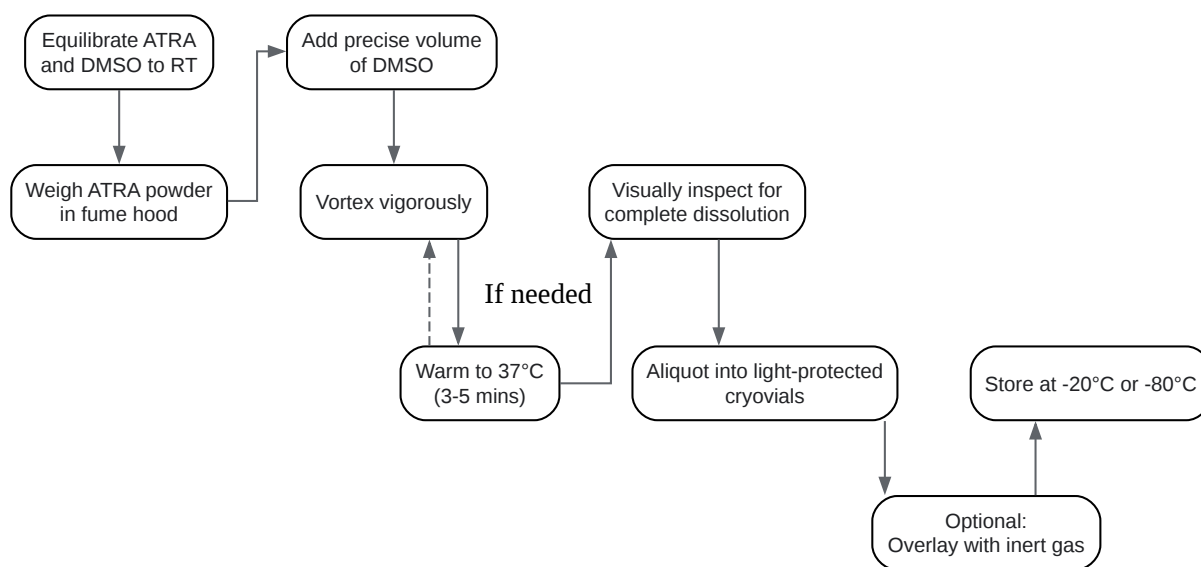 Equilibrate ATRA
and DMSO to RT
Weigh ATRA powder
in fume hood
Add precise volume
of DMSO
Vortex vigorously
If needed
Warm to 37°C
(3-5 mins)
Visually inspect for
complete dissolution
Aliquot into light-protected
cryovials
Optional:
Overlay with inert gas
Store at -20°C or -80°C